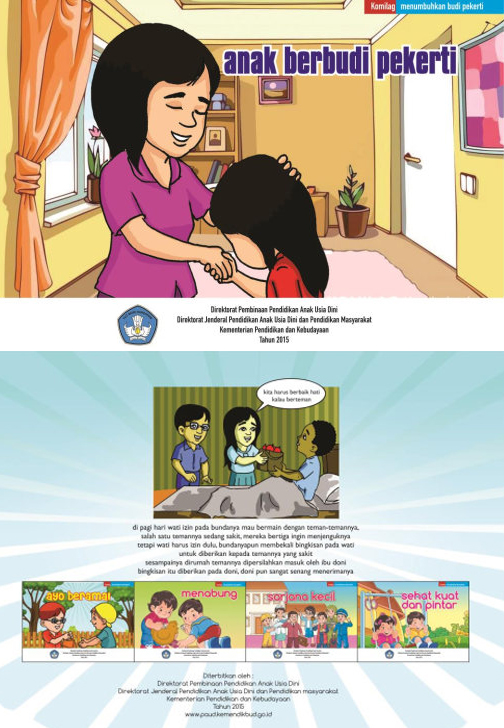 Komilag menumbuhkan budi pekerti
anak berbudi pekerti
Direktorat Pembinaan Pendidikan Anak Usia Dini
Direktorat Jenderal Pendidikan Anak Usia Dini dan Pendidikan Masyarakat
Kementerian Pendidikan dan Kebudayaan
Tahun 2015
kita harus berbaik hati
kalau berteman
di pagi hari wati izin pada bundanya mau bermain dengan teman-temannya,
salah satu temannya sedang sakit, mereka bertiga ingin menjenguknya
tetapi wati harus izin dulu, bundanyapun membekali bingkisan pada wati
untuk diberikan kepada temannya yang sakit
sesampainya dirumah temannya dipersilahkan masuk oleh ibu doni
bingkisan itu diberikan pada doni, doni pun sangat senang menerimanya
ayo beramal
menabung
sarjana kecil
sehat kuat
dan pintar
Diterbitkan oleh :
Direktorat Pembinaan Pendidikan Anak Usia Dini
Direktorat Jenderal Pendidikan Anak Usia Dini dan Pendidikan masyarakat
Kementerian Pendidikan dan Kebudayaan
Tahun 2015
www.paud.kemendikbud.go.id